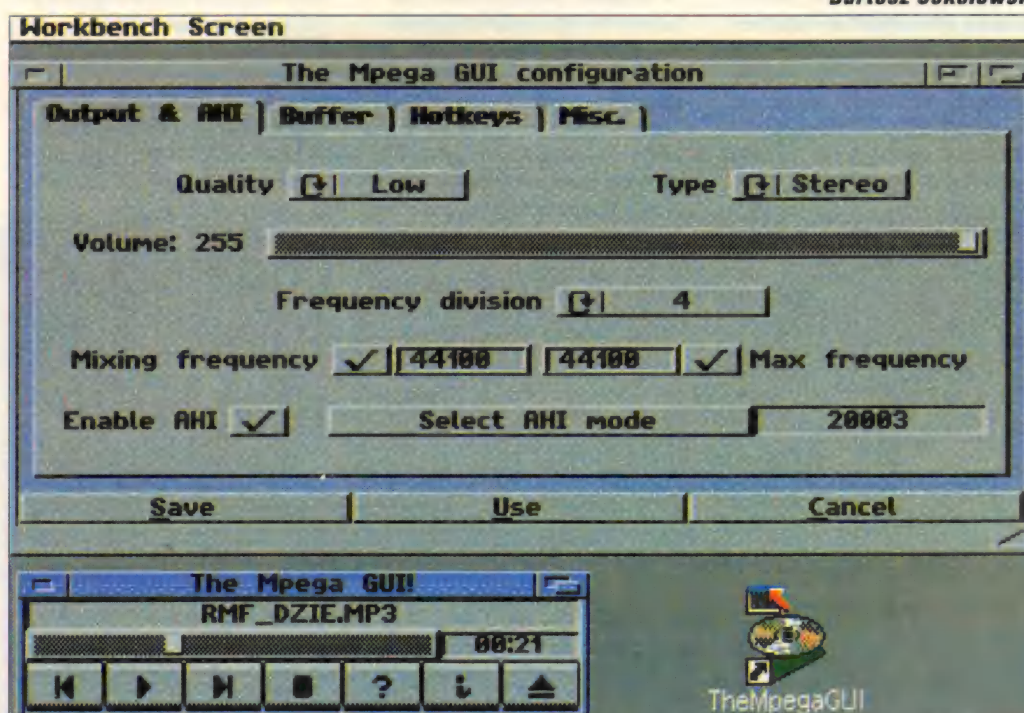 Workbench Screen
The Mpega GUI configuration
Output & AHI Buffer Hotkeys Misc.
Quality Low Type Stereo
Volume: 255
Frequency division 4
Mixing frequency 44100 44100 Max frequency
Enable AHI Select AHI mode 20003
Save Use Cancel
The Mpega GUI!
RMF_DZIE.MP3
00:21
? i
TheMpegaGUI